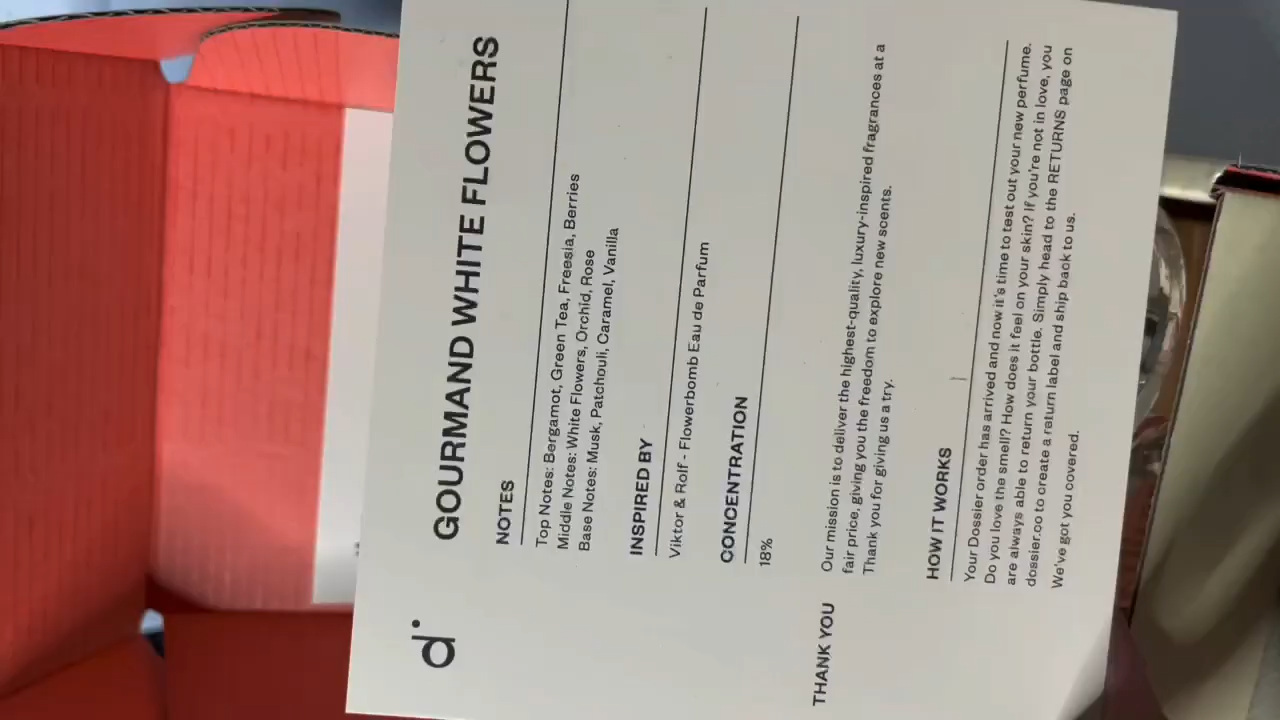 d
GOURMAND WHITE FLOWERS
NOTES
Top Notes: Bergamot, Green Tea, Freesia, Berries
Middle Notes: White Flowers, Orchid, Rose
Base Notes: Musk, Patchouli, Caramel, Vanilla
INSPIRED BY
Viktor & Rolf - Flowerbomb Eau de Parfum
CONCENTRATION
18%
THANK YOU
Our mission is to deliver the highest-quality, luxury-inspired fragrances at a
fair price, giving you the freedom to explore new scents.
Thank you for giving us a try.
HOW IT WORKS
Your Dossier order has arrived and now it's time to test out your new perfume.
Do you love the smell? How does it feel on your skin? If you're not in love, you
are always able to return your bottle. Simply head to the RETURNS page on
dossier.co to create a return label and ship back to us.
We've got you covered.